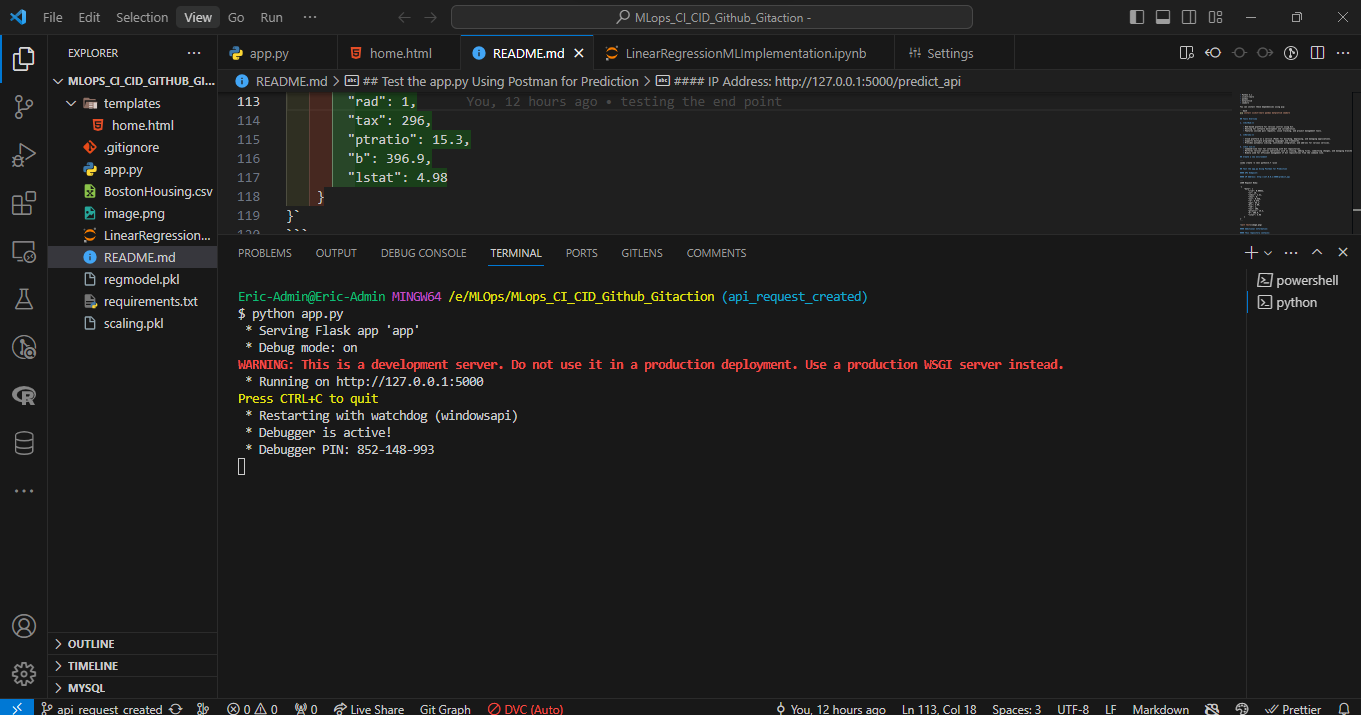 File Edit Selection View Go Run ···
MLops_CI_CID_Github_Gitaction -
EXPLORER ···
app.py
home.html
README.md
LinearRegressionMLImplementation.ipynb
Settings
MLOPS_CI_CID_GITHUB_GI...
templates
home.html
.gitignore
app.py
BostonHousing.csv
image.png
LinearRegression...
README.md
regmodel.pkl
requirements.txt
scaling.pkl
OUTLINE
TIMELINE
MYSQL
README.md > ## Test the app.py Using Postman for Prediction > #### IP Address: http://127.0.0.1:5000/predict_api
113 "rad": 1, You, 12 hours ago • testing the end point
114 "tax": 296,
115 "ptratio": 15.3,
116 "b": 396.9,
117 "lstat": 4.98
118 }
119 }`
120 ```
PROBLEMS OUTPUT DEBUG CONSOLE TERMINAL PORTS GITLENS COMMENTS
powershell
python
Eric-Admin@Eric-Admin MINGW64 /e/MLOps/MLops_CI_CID_Github_Gitaction (api_request_created)
$ python app.py
* Serving Flask app 'app'
* Debug mode: on
WARNING: This is a development server. Do not use it in a production deployment. Use a production WSGI server instead.
* Running on http://127.0.0.1:5000
Press CTRL+C to quit
* Restarting with watchdog (windowsapi)
* Debugger is active!
* Debugger PIN: 852-148-993
api_request_created 0 0 0 Live Share Git Graph DVC (Auto) You, 12 hours ago Ln 113, Col 18 Spaces: 3 UTF-8 LF Markdown Prettier